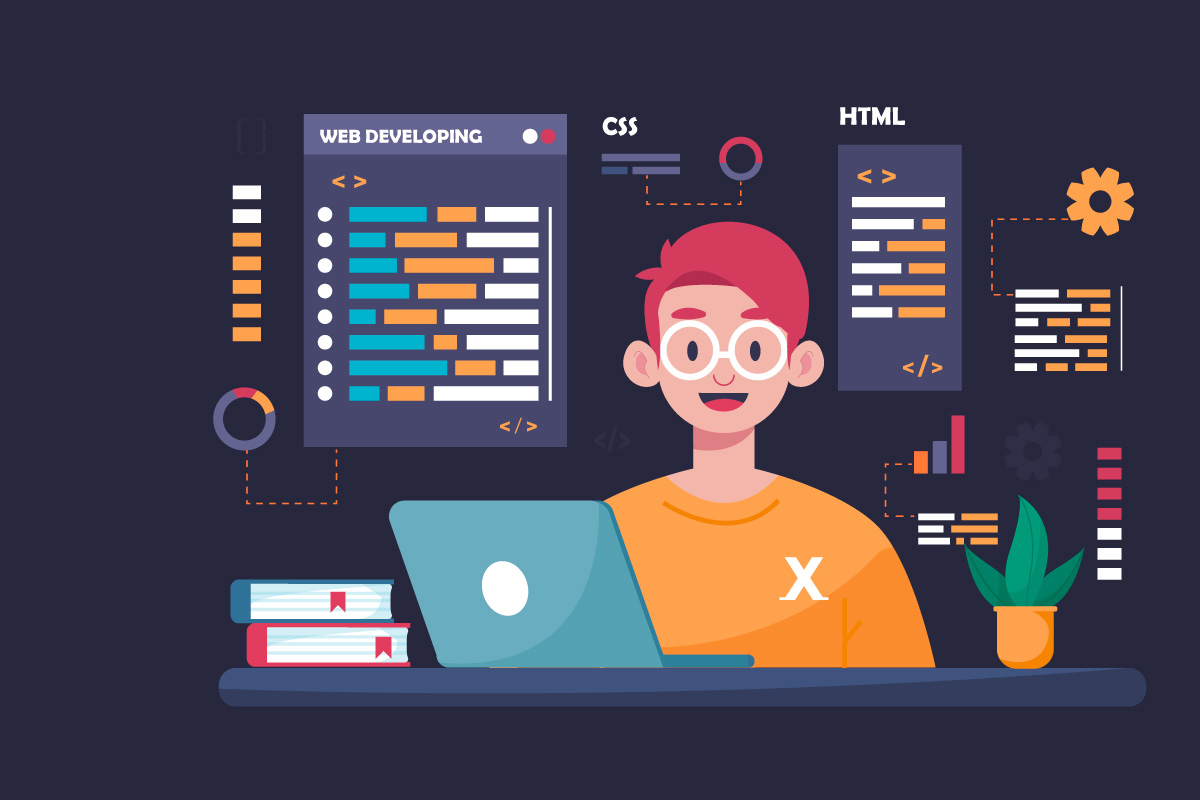 HTML
CSS
WEB DEVELOPING
{ }
< >
< >
</>
</>
</>
X